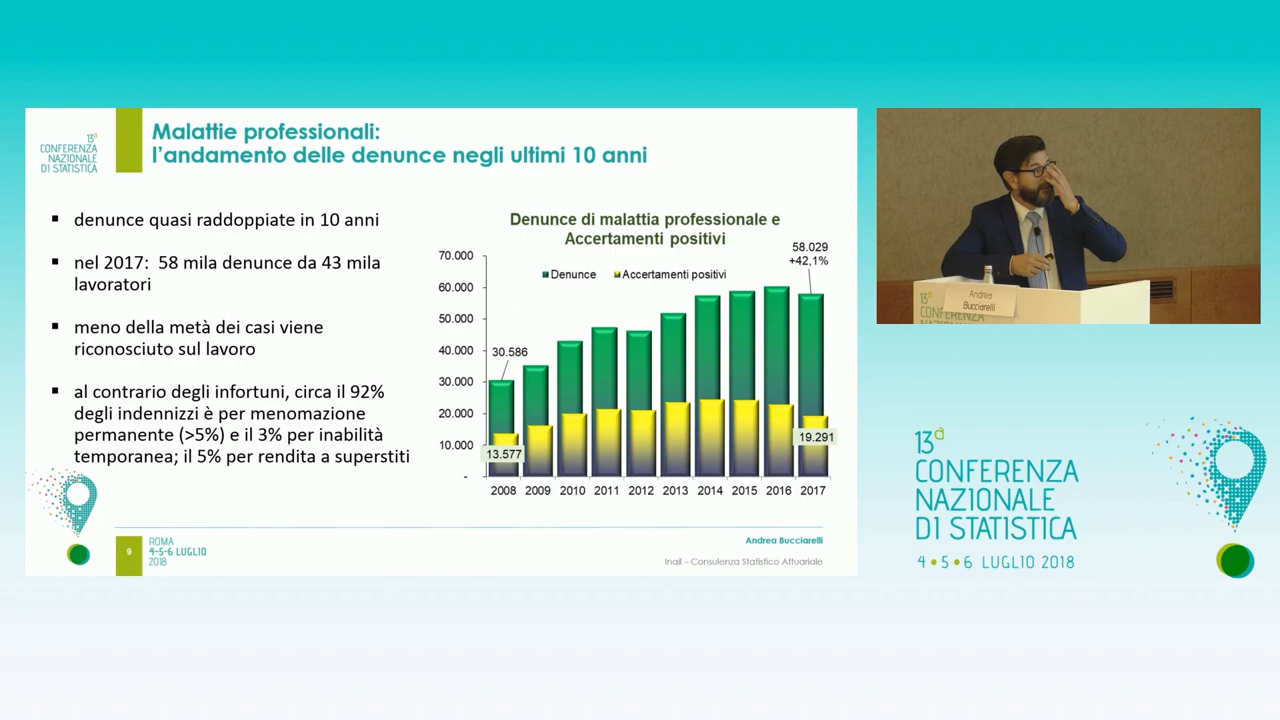 13ª
CONFERENZA
NAZIONALE
DI STATISTICA
Malattie professionali:
l'andamento delle denunce negli ultimi 10 anni
▪ denunce quasi raddoppiate in 10 anni
▪ nel 2017: 58 mila denunce da 43 mila
lavoratori
▪ meno della metà dei casi viene
riconosciuto sul lavoro
▪ al contrario degli infortuni, circa il 92%
degli indennizzi è per menomazione
permanente (>5%) e il 3% per inabilità
temporanea; il 5% per rendita a superstiti
Denunce di malattia professionale e
Accertamenti positivi
58.029
+42,1%
Denunce Accertamenti positivi
70.000
60.000
50.000
40.000
30.000
20.000
10.000
-
30.586
13.577
19.291
2008 2009 2010 2011 2012 2013 2014 2015 2016 2017
9
ROMA
4-5-6 LUGLIO
2018
Andrea Bucciarelli
Inail – Consulenza Statistico Attuariale
Andrea
Bucciarelli
13ª
CONFERENZA
NAZIONALE
13ª
CONFERENZA
NAZIONALE
DI STATISTICA
4•5•6 LUGLIO 2018